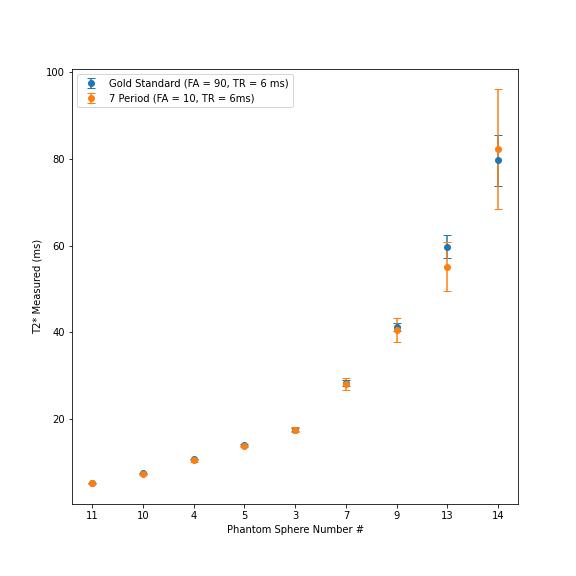 Gold Standard (FA = 90, TR = 6 ms)
7 Period (FA = 10, TR = 6ms)
100
80
60
40
20
T2* Measured (ms)
11 10 4 5 3 7 9 13 14
Phantom Sphere Number #